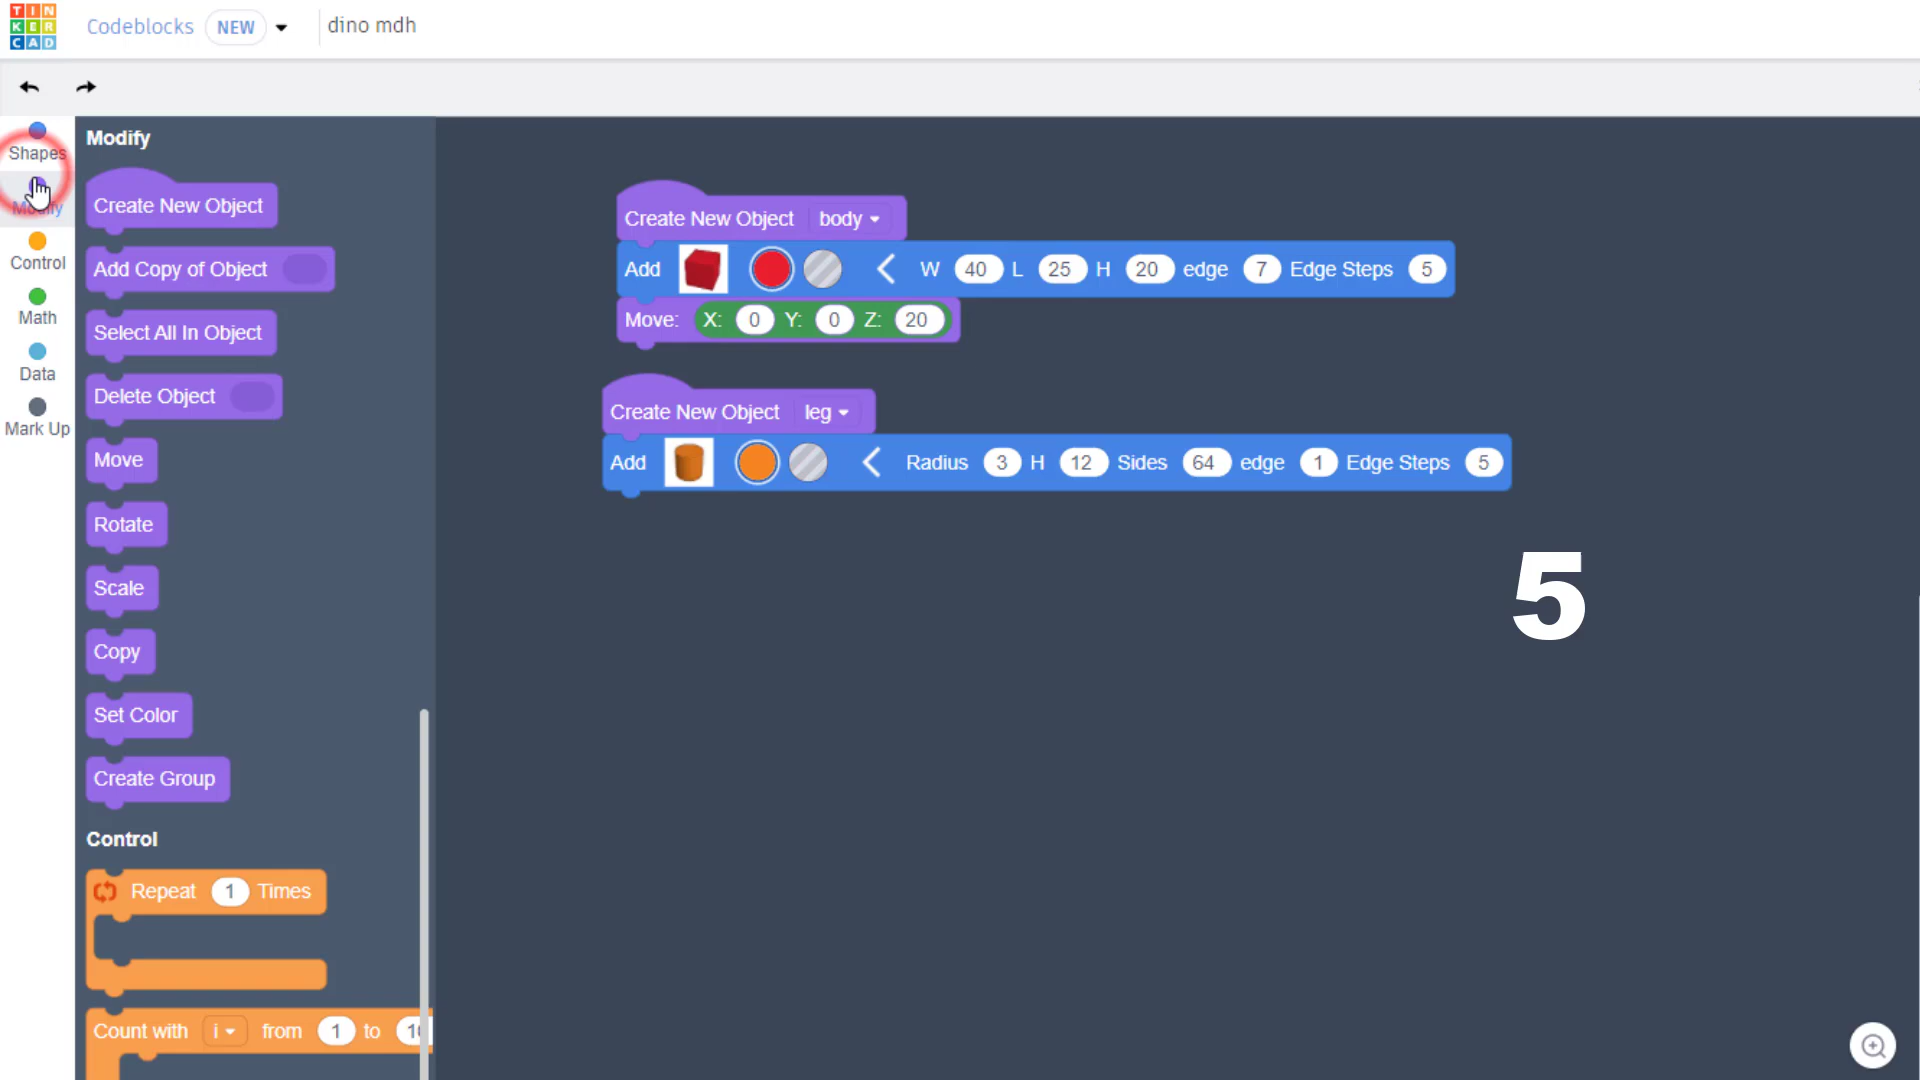 TIN
KER
CAD
Codeblocks NEW dino mdh
Shapes
Modify
Control
Math
Data
Mark Up
Modify
Create New Object
Add Copy of Object
Select All In Object
Delete Object
Move
Rotate
Scale
Copy
Set Color
Create Group
Control
Repeat 1 Times
Count with i from 1 to
Create New Object body
Add W 40 L 25 H 20 edge 7 Edge Steps 5
Move: X: 0 Y: 0 Z: 20
Create New Object leg
Add Radius 3 H 12 Sides 64 edge 1 Edge Steps 5
5